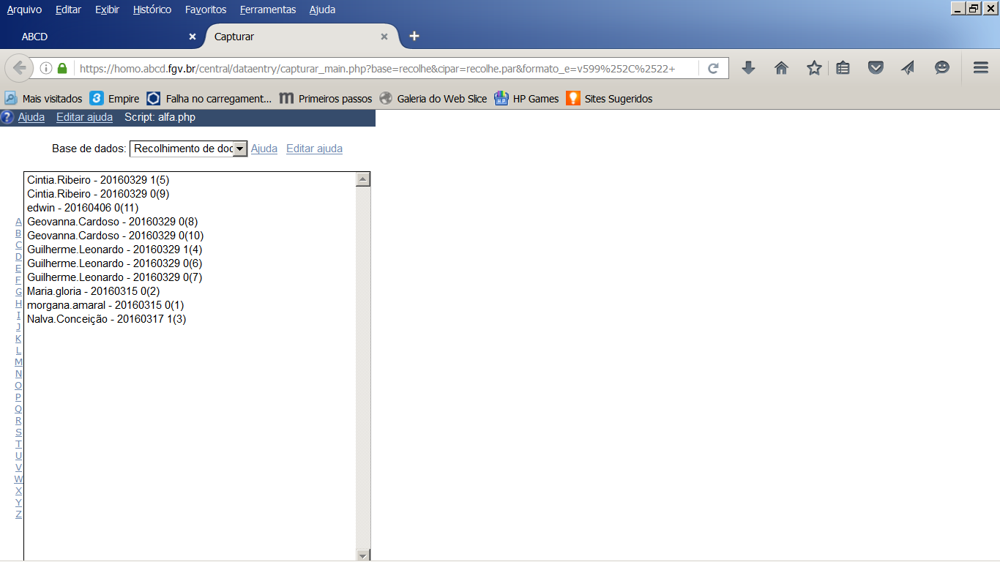 Arquivo Editar Exibir Histórico Favoritos Ferramentas Ajuda
ABCD Capturar
https://homo.abcd.fgv.br/central/dataentry/capturar_main.php?base=recolhe&cipar=recolhe.par&formato_e=v599%252C%2522+
Mais visitados Empire Falha no carregament... Primeiros passos Galeria do Web Slice HP Games Sites Sugeridos
Ajuda Editar ajuda Script: alfa.php
Base de dados: Recolhimento de doc Ajuda Editar ajuda
Cintia.Ribeiro - 20160329 1(5)
Cintia.Ribeiro - 20160329 0(9)
edwin - 20160406 0(11)
Geovanna.Cardoso - 20160329 0(8)
Geovanna.Cardoso - 20160329 0(10)
Guilherme.Leonardo - 20160329 1(4)
Guilherme.Leonardo - 20160329 0(6)
Guilherme.Leonardo - 20160329 0(7)
Maria.gloria - 20160315 0(2)
morgana.amaral - 20160315 0(1)
Nalva.Conceição - 20160317 1(3)
A
B
C
D
E
F
G
H
I
J
K
L
M
N
O
P
Q
R
S
T
U
V
W
X
Y
Z